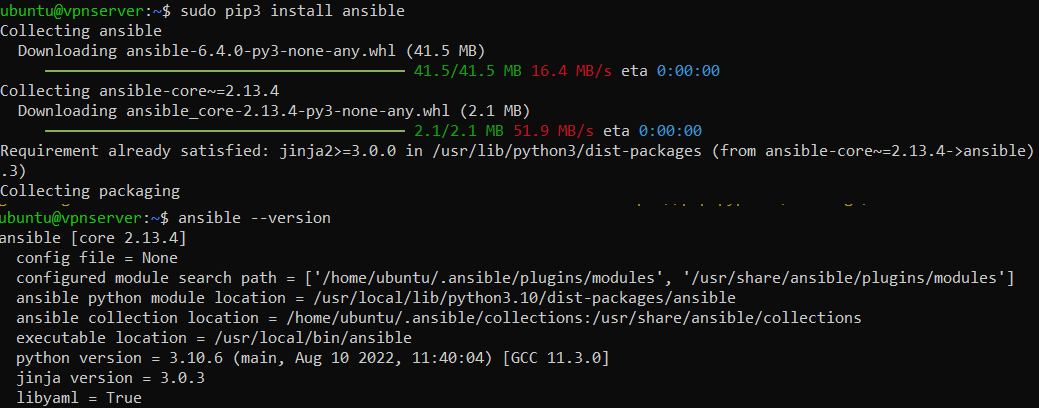 ubuntu@vpnserver:~$ sudo pip3 install ansible
Collecting ansible
Downloading ansible-6.4.0-py3-none-any.whl (41.5 MB)
41.5/41.5 MB 16.4 MB/s eta 0:00:00
Collecting ansible-core~=2.13.4
Downloading ansible_core-2.13.4-py3-none-any.whl (2.1 MB)
2.1/2.1 MB 51.9 MB/s eta 0:00:00
Requirement already satisfied: jinja2>=3.0.0 in /usr/lib/python3/dist-packages (from ansible-core~=2.13.4->ansible)
.3)
Collecting packaging
ubuntu@vpnserver:~$ ansible --version
ansible [core 2.13.4]
config file = None
configured module search path = ['/home/ubuntu/.ansible/plugins/modules', '/usr/share/ansible/plugins/modules']
ansible python module location = /usr/local/lib/python3.10/dist-packages/ansible
ansible collection location = /home/ubuntu/.ansible/collections:/usr/share/ansible/collections
executable location = /usr/local/bin/ansible
python version = 3.10.6 (main, Aug 10 2022, 11:40:04) [GCC 11.3.0]
jinja version = 3.0.3
libyaml = True